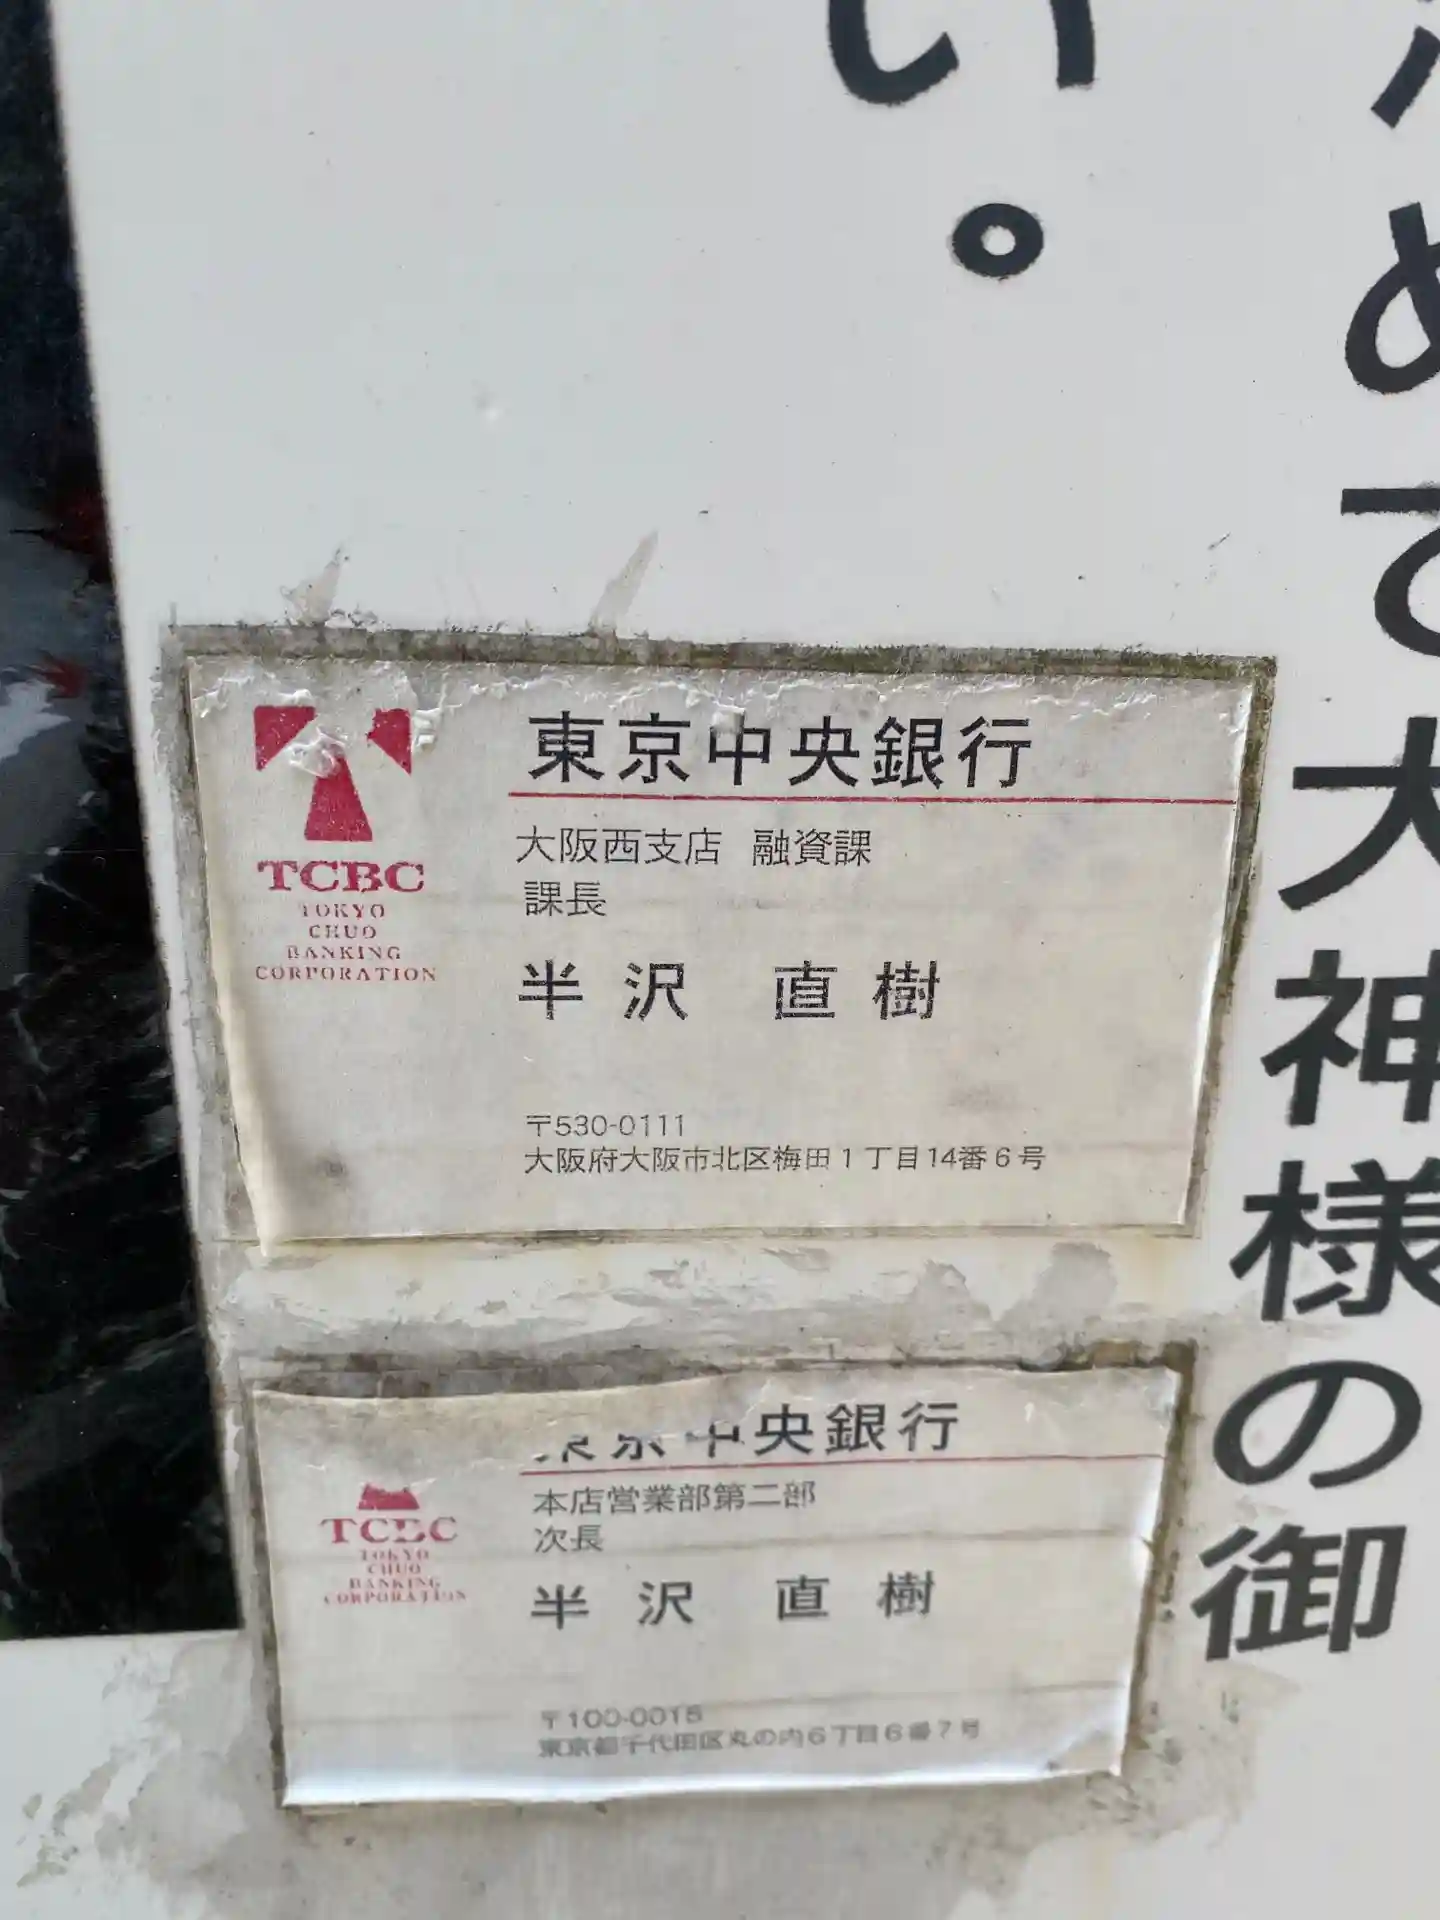 めて大神様の御
い。
東京中央銀行
TCBC
TOKYO
CHUO
BANKING
CORPORATION
大阪西支店 融資課
課長
半沢 直樹
〒530-0111
大阪府大阪市北区梅田1丁目14番6号
東京中央銀行
TCBC
TOKYO
CHUO
BANKING
CORPORATION
本店営業部第二部
次長
半沢 直樹
〒100-0015
東京都千代田区丸の内6丁目6番7号